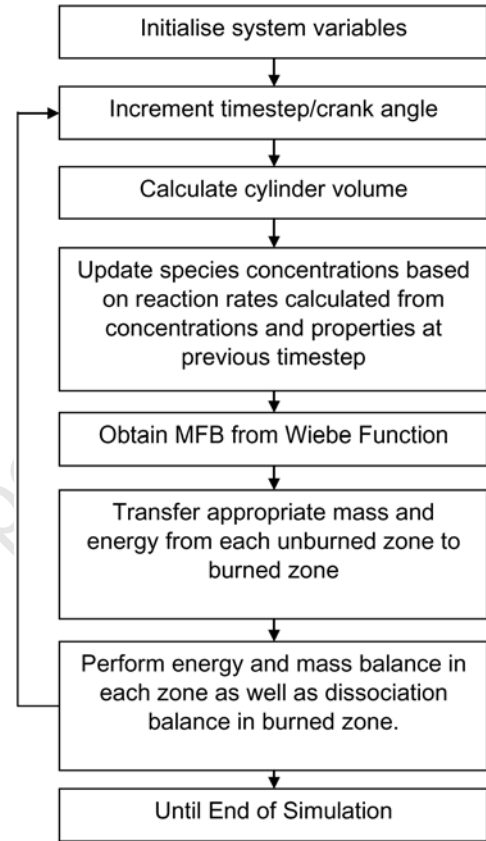 Initialise system variables
Increment timestep/crank angle
Calculate cylinder volume
Update species concentrations based
on reaction rates calculated from
concentrations and properties at
previous timestep
Obtain MFB from Wiebe Function
Transfer appropriate mass and
energy from each unburned zone to
burned zone
Perform energy and mass balance in
each zone as well as dissociation
balance in burned zone.
Until End of Simulation